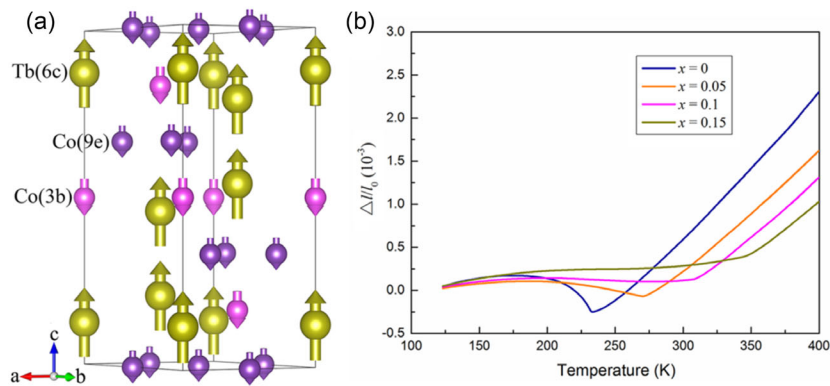 (a)
Tb(6c)
Co(9e)
Co(3b)
c
a
b
(b)
△l/l₀ (10⁻³)
3.0
2.5
2.0
1.5
1.0
0.5
0.0
-0.5
x = 0
x = 0.05
x = 0.1
x = 0.15
100 150 200 250 300 350 400
Temperature (K)